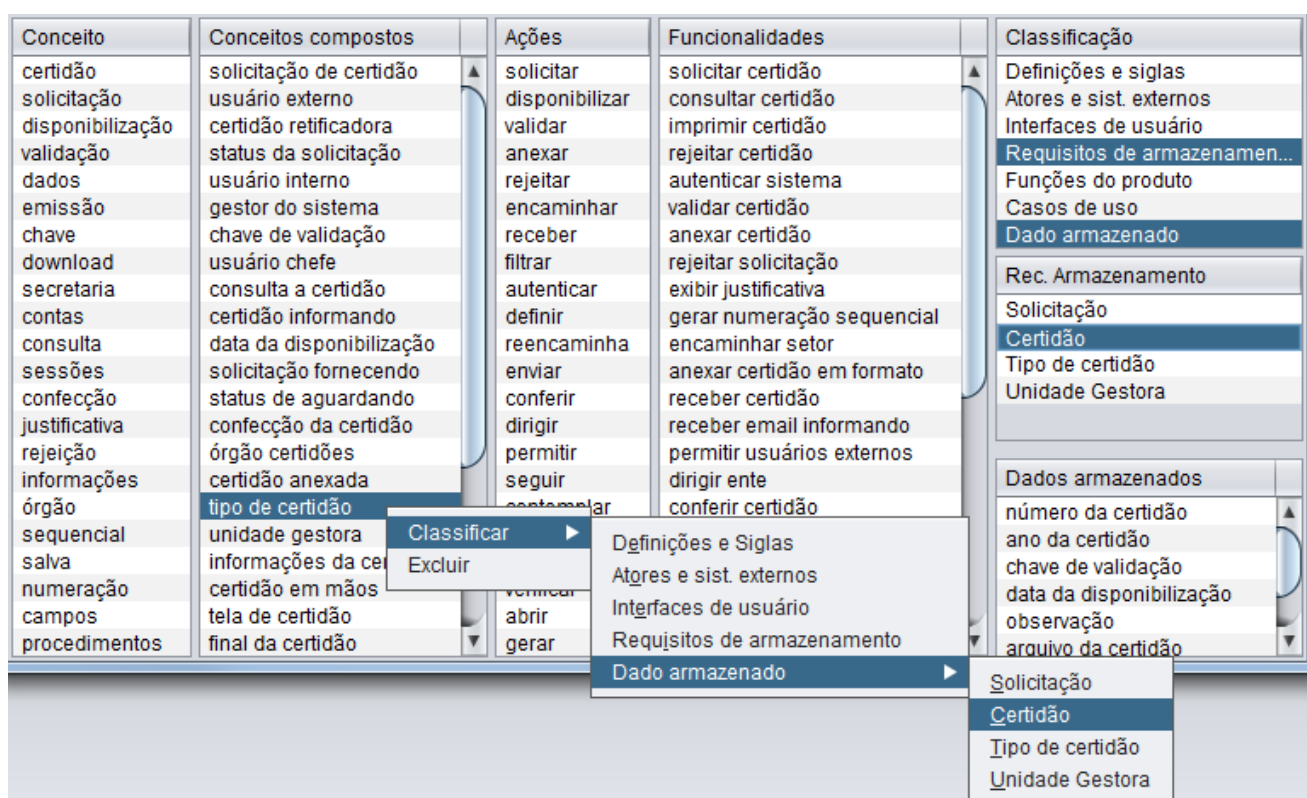 Conceito
certidão
solicitação
disponibilização
validação
dados
emissão
chave
download
secretaria
contas
consulta
sessões
confecção
justificativa
rejeição
informações
órgão
sequencial
salva
numeração
campos
procedimentos
Conceitos compostos
solicitação de certidão
usuário externo
certidão retificadora
status da solicitação
usuário interno
gestor do sistema
chave de validação
usuário chefe
consulta a certidão
certidão informando
data da disponibilização
solicitação fornecendo
status de aguardando
confecção da certidão
órgão certidões
certidão anexada
tipo de certidão
unidade gestora
informações da cer
certidão em mãos
tela de certidão
final da certidão
Ações
solicitar
disponibilizar
validar
anexar
rejeitar
encaminhar
receber
filtrar
autenticar
definir
reencaminha
enviar
conferir
dirigir
permitir
seguir
contemplar
verificar
abrir
gerar
Funcionalidades
solicitar certidão
consultar certidão
imprimir certidão
rejeitar certidão
autenticar sistema
validar certidão
anexar certidão
rejeitar solicitação
exibir justificativa
gerar numeração sequencial
encaminhar setor
anexar certidão em formato
receber certidão
receber email informando
permitir usuários externos
dirigir ente
conferir certidão
Classificação
Definições e siglas
Atores e sist. externos
Interfaces de usuário
Requisitos de armazenamen...
Funções do produto
Casos de uso
Dado armazenado
Rec. Armazenamento
Solicitação
Certidão
Tipo de certidão
Unidade Gestora
Dados armazenados
número da certidão
ano da certidão
chave de validação
data da disponibilização
observação
arquivo da certidão
Classificar
Excluir
Definições e Siglas
Atores e sist. externos
Interfaces de usuário
Requisitos de armazenamento
Dado armazenado
Solicitação
Certidão
Tipo de certidão
Unidade Gestora